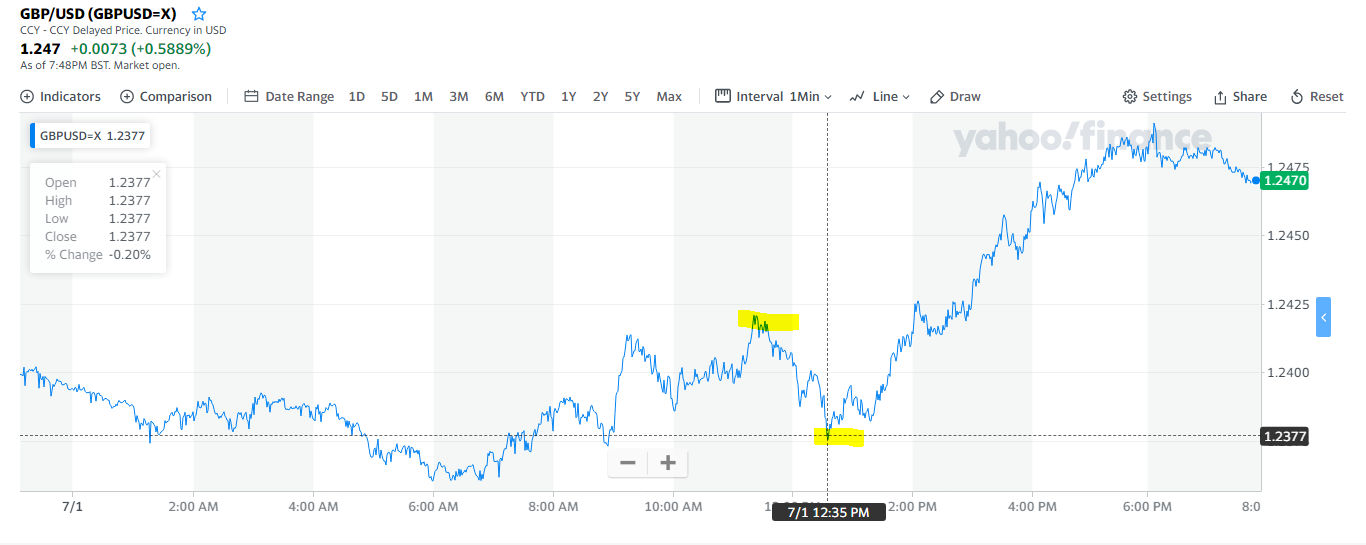 GBP/USD (GBPUSD=X)
CCY - CCY Delayed Price. Currency in USD
1.247 +0.0073 (+0.5889%)
As of 7:48PM BST. Market open.
Indicators Comparison Date Range 1D 5D 1M 3M 6M YTD 1Y 2Y 5Y Max Interval 1Min Line Draw Settings Share Reset
GBPUSD=X 1.2377
yahoo!finance
Open 1.2377
High 1.2377
Low 1.2377
Close 1.2377
% Change -0.20%
1.2475
1.2470
1.2450
1.2425
1.2400
1.2377
7/1 2:00 AM 4:00 AM 6:00 AM 8:00 AM 10:00 AM 2:00 PM 4:00 PM 6:00 PM 8:0
7/1 12:35 PM